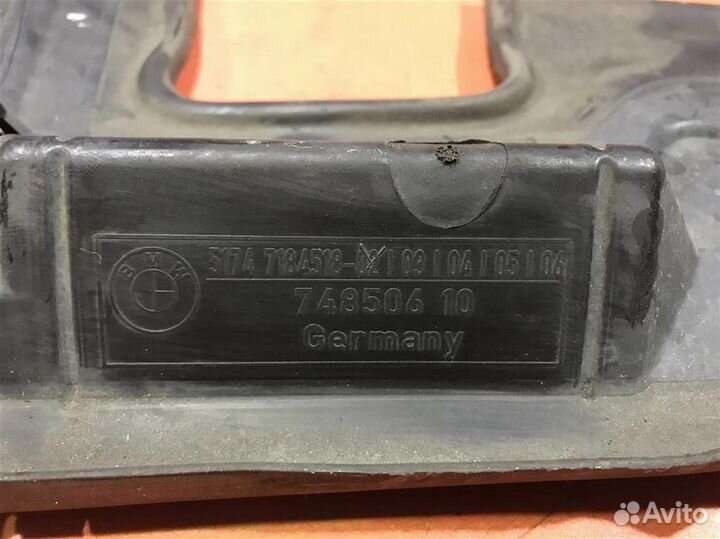 BMW
5174 7184518-02 | 03 | 04 | 05 | 06
748506 10
Germany
Avito